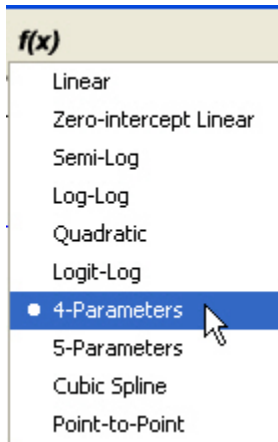 f(x)
Linear
Zero-intercept Linear
Semi-Log
Log-Log
Quadratic
Logit-Log
4-Parameters
5-Parameters
Cubic Spline
Point-to-Point